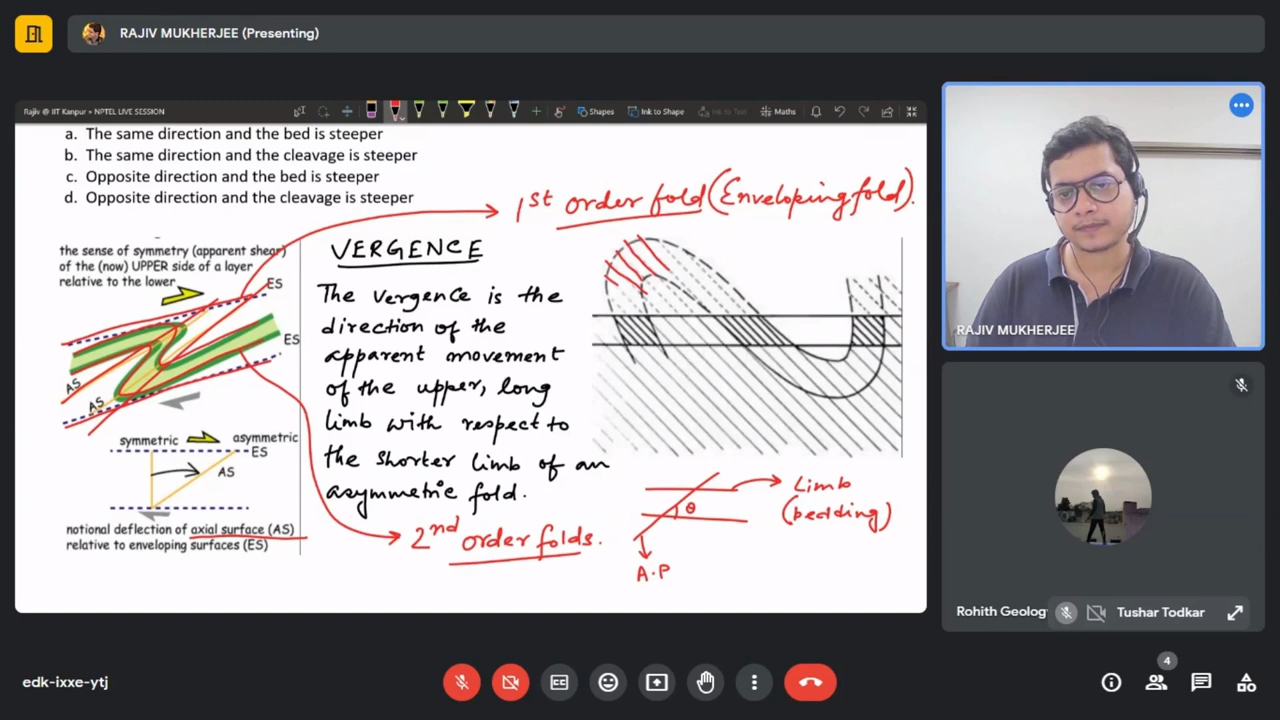 RAJIV MUKHERJEE (Presenting)
Rajiv @ IIT Kanpur » NPTEL LIVE SESSION
Shapes
Ink to Shape
Ink to Text
Maths
a. The same direction and the bed is steeper
b. The same direction and the cleavage is steeper
c. Opposite direction and the bed is steeper
d. Opposite direction and the cleavage is steeper
1st order fold (Enveloping fold).
the sense of symmetry (apparent shear)
of the (now) UPPER side of a layer
relative to the lower
ES
ES
AS
AS
symmetric
asymmetric
ES
AS
notional deflection of axial surface (AS)
relative to enveloping surfaces (ES)
VERGENCE
The vergence is the
direction of the
apparent movement
of the upper, long
limb with respect to
the shorter limb of an
asymmetric fold.
2nd order folds.
θ
Limb
(bedding)
A.P
RAJIV MUKHERJEE
Rohith Geolog
Tushar Todkar
edk-ixxe-ytj
4